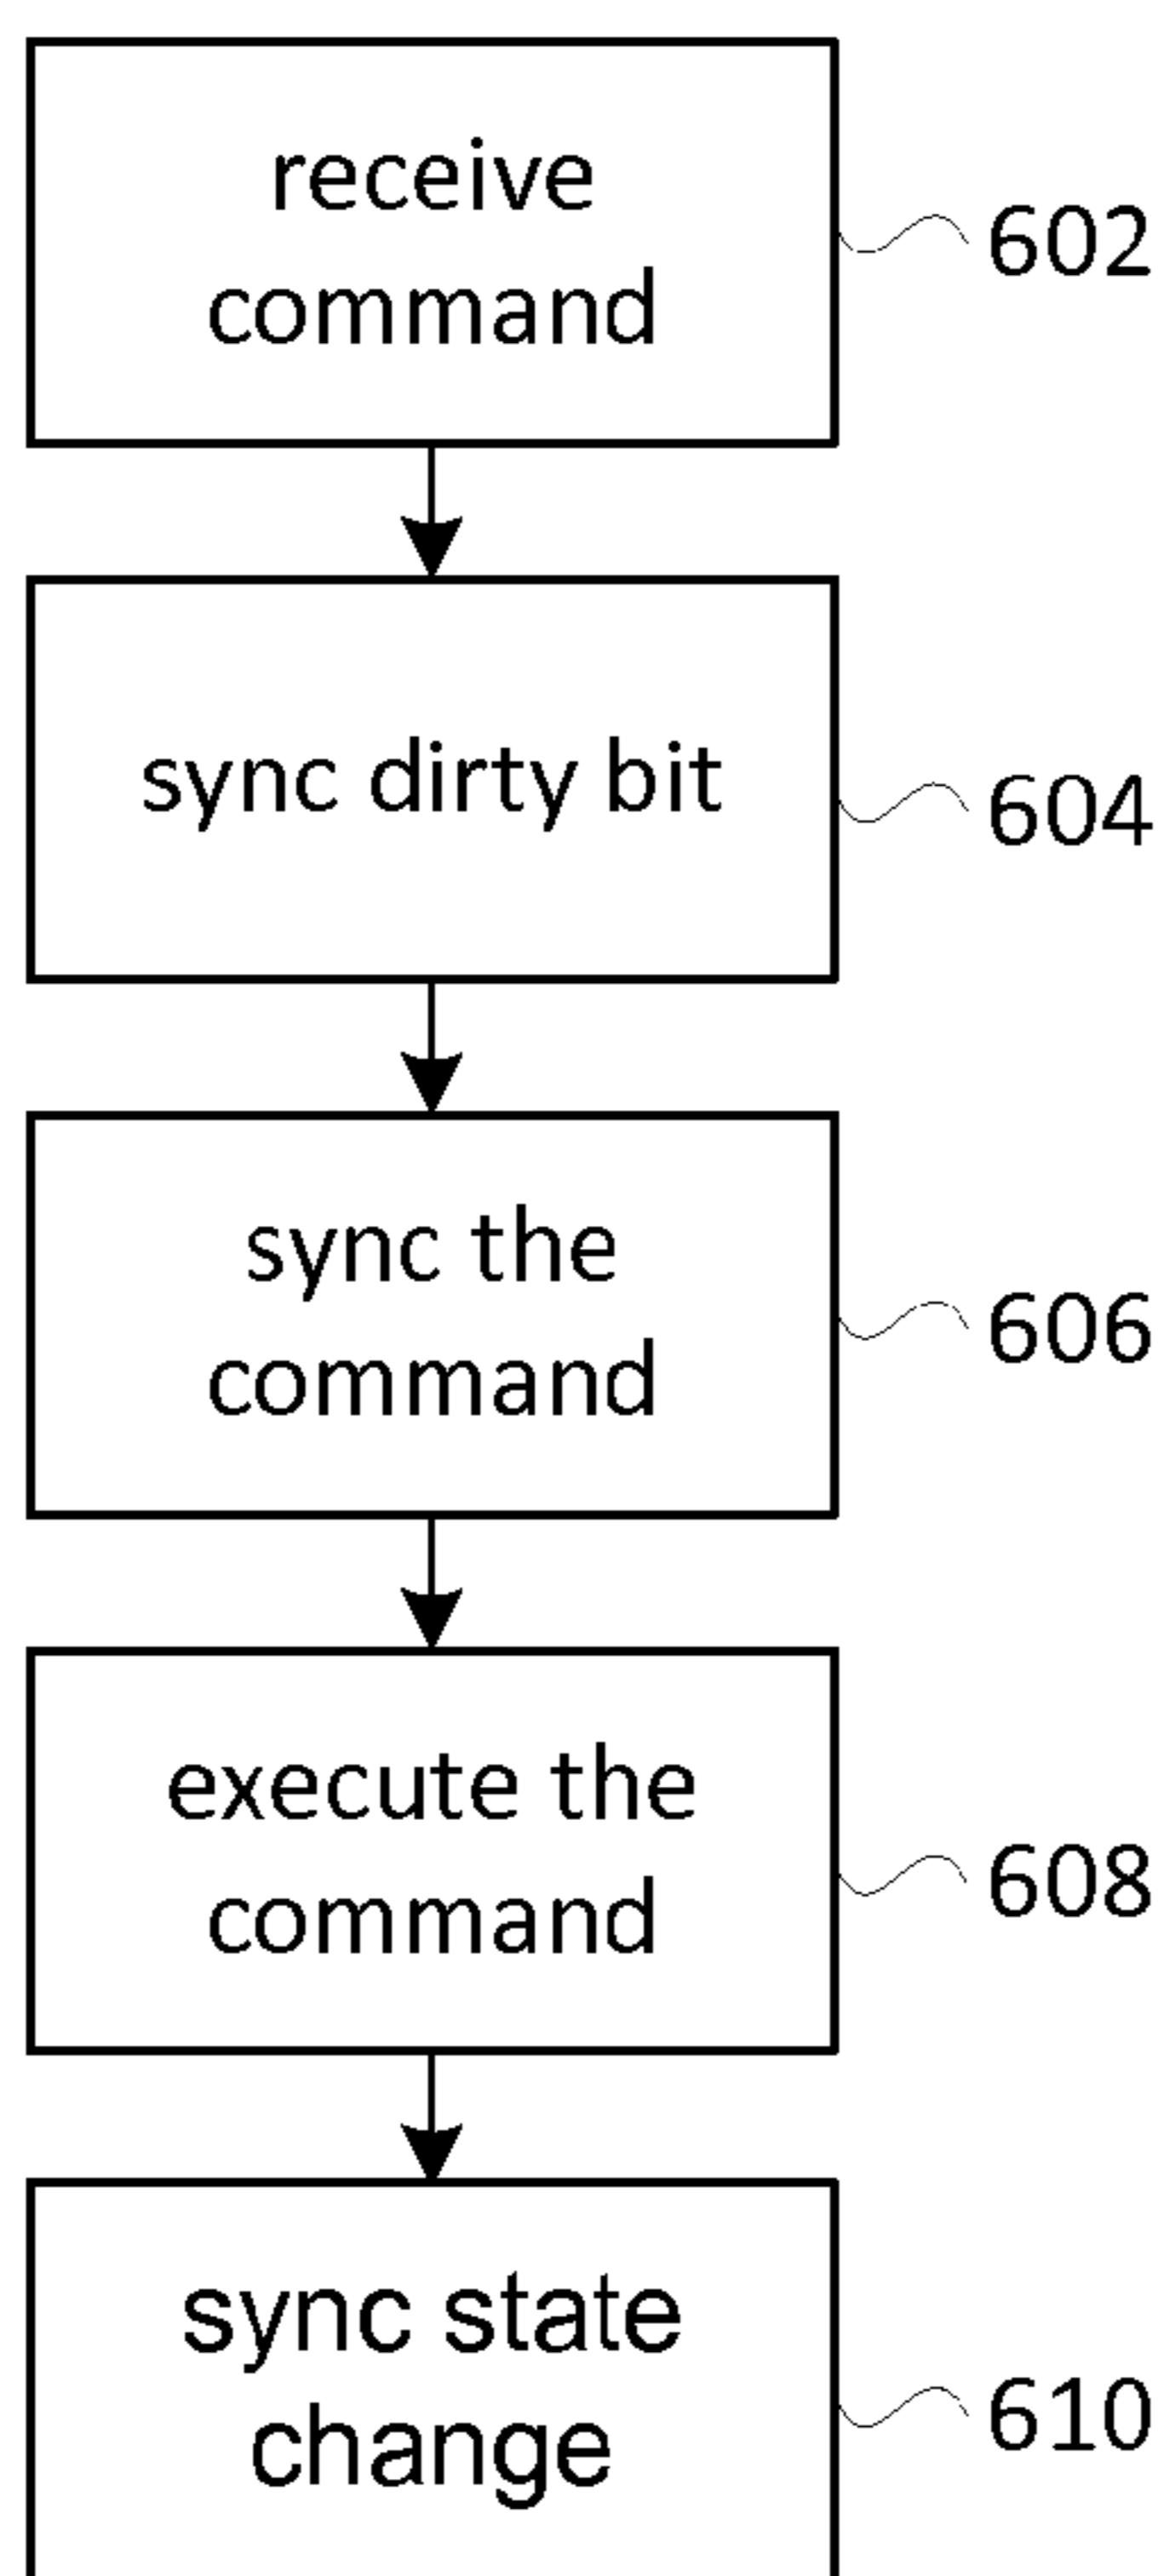 receive
command
602
sync dirty bit
604
sync the
command
606
execute the
command
608
sync state
change
610